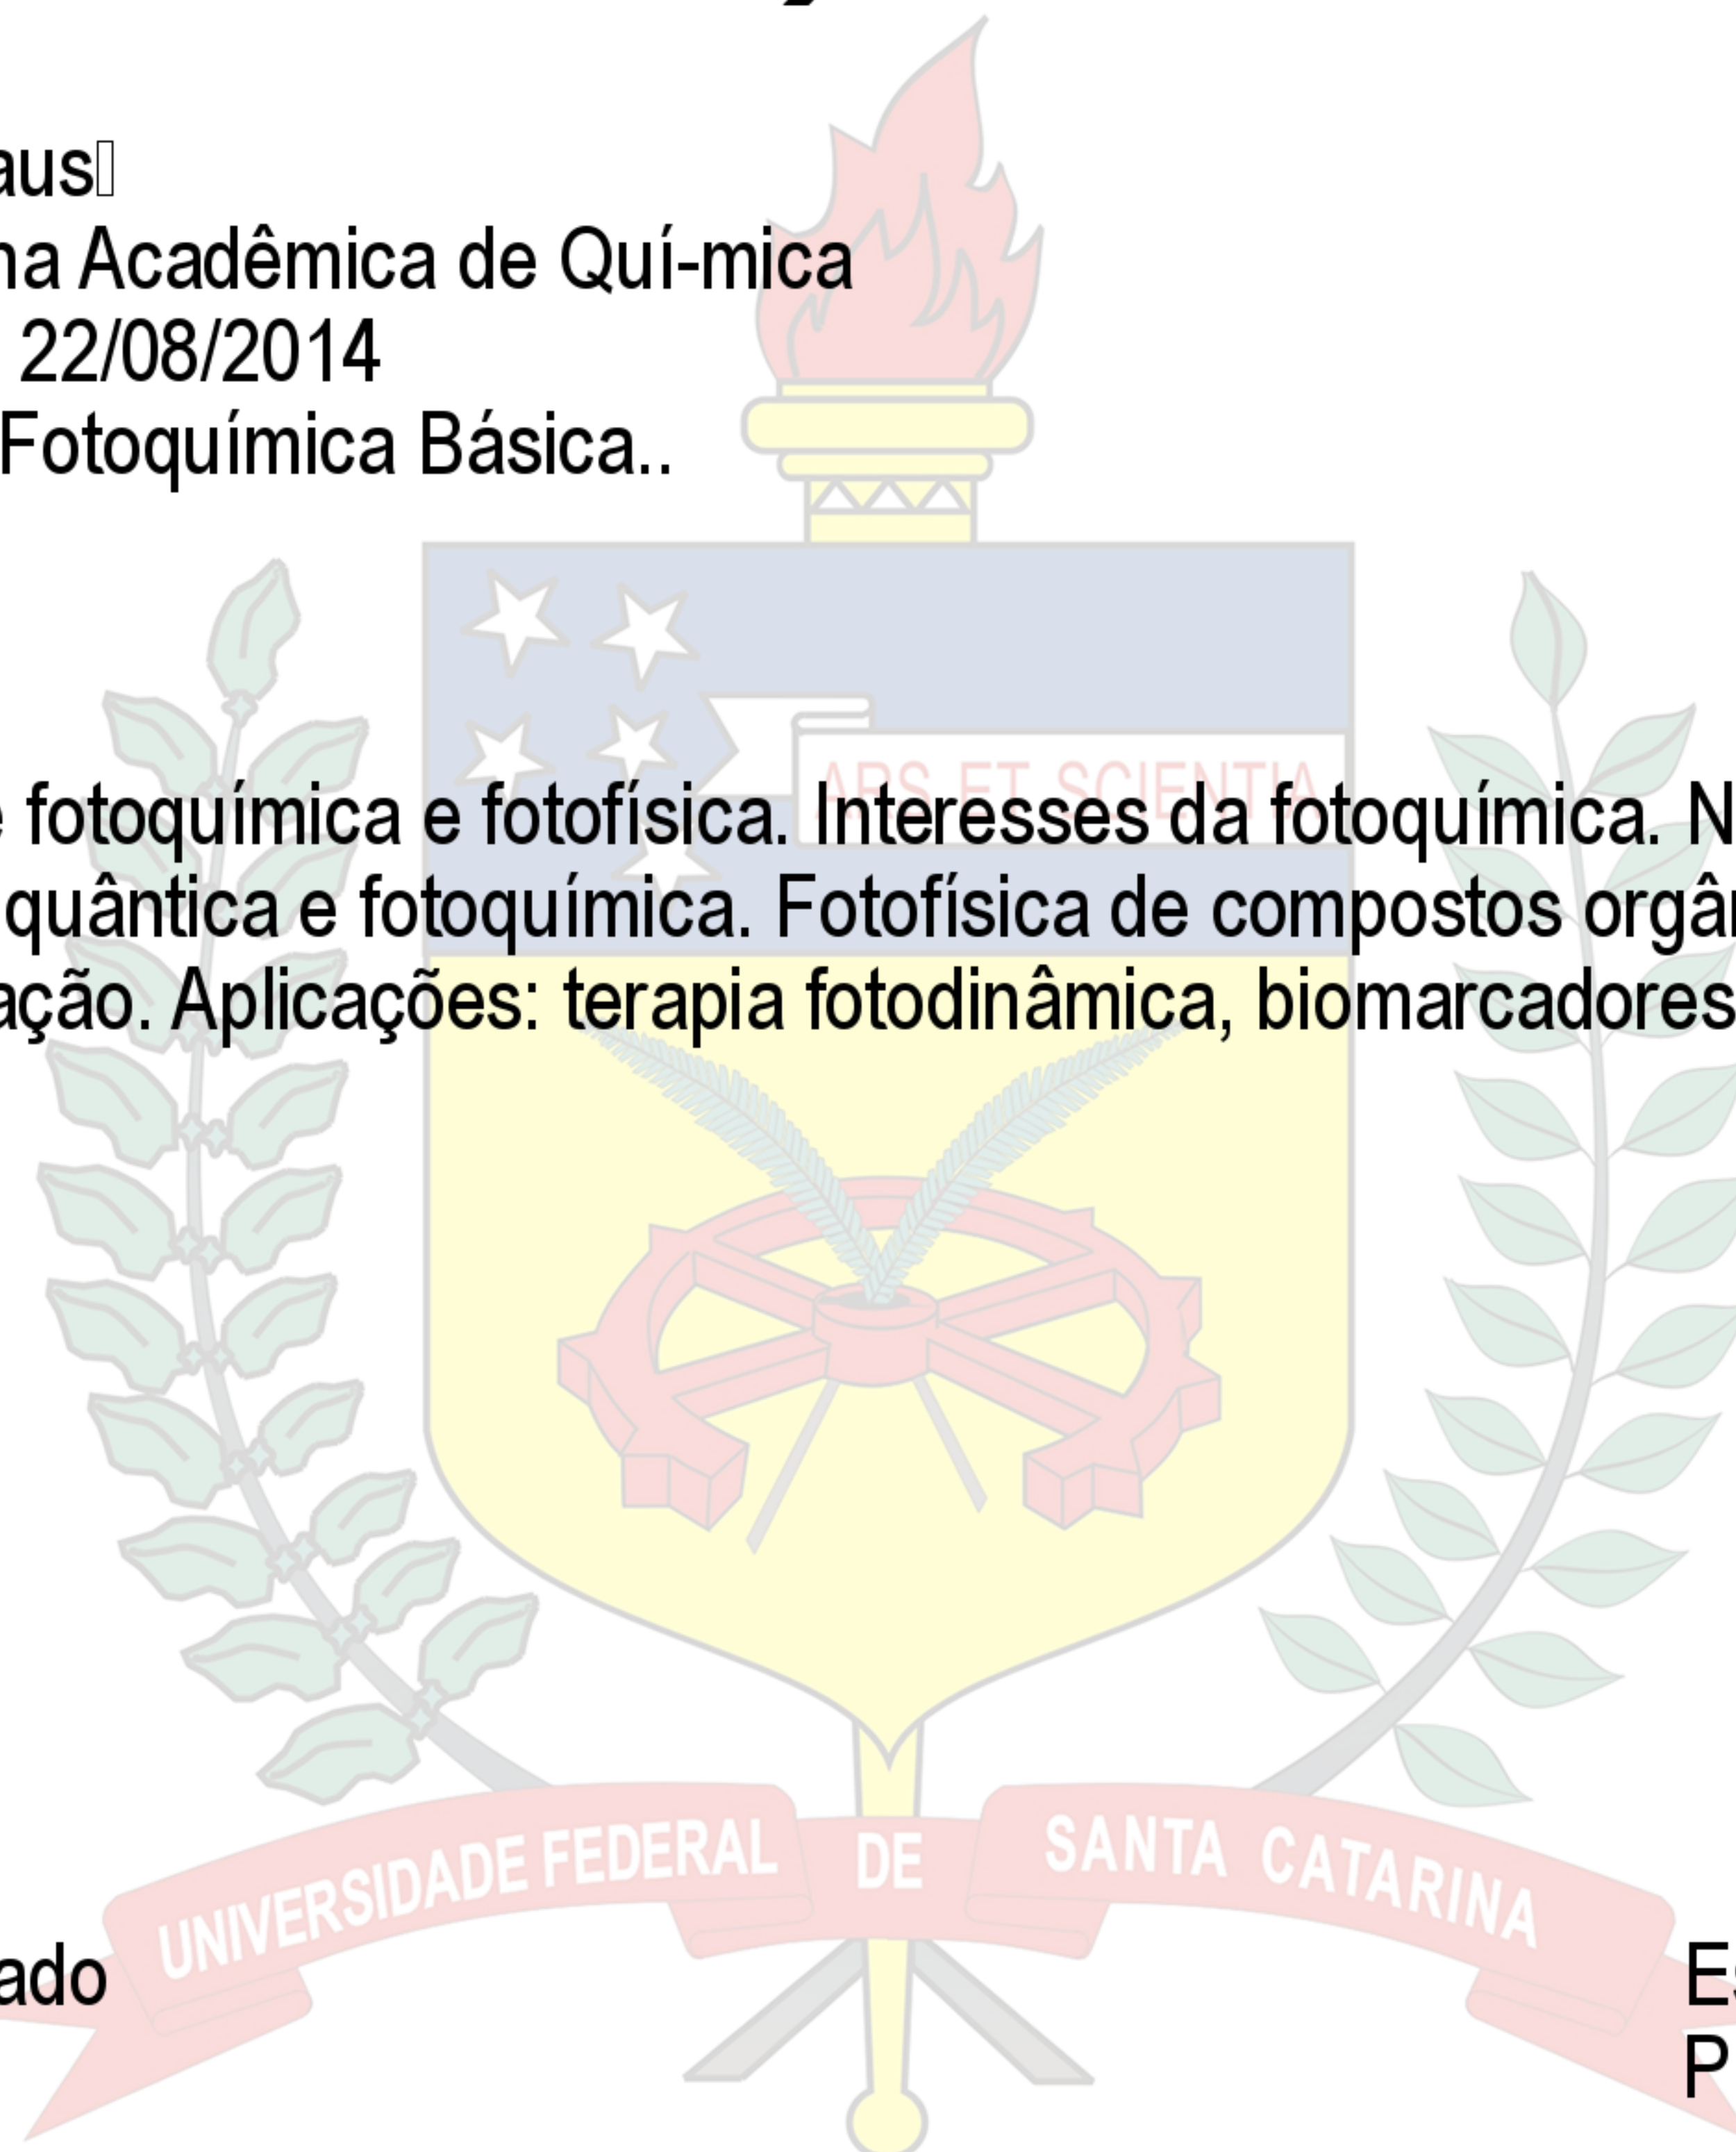 aus
na Acadêmica de Quí-mica
22/08/2014
Fotoquímica Básica..
ARS ET SCIENTIA
e fotoquímica e fotofísica. Interesses da fotoquímica. N
quântica e fotoquímica. Fotofísica de compostos orgân
ação. Aplicações: terapia fotodinâmica, biomarcadores
UNIVERSIDADE FEDERAL DE SANTA CATARINA
ado Es
P